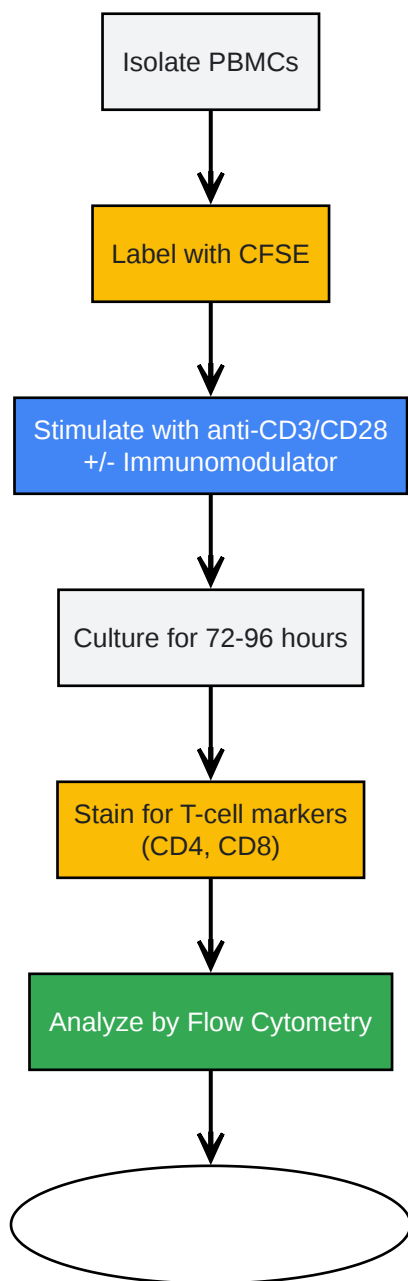 Isolate PBMCs
Label with CFSE
Stimulate with anti-CD3/CD28
+/- Immunomodulator
Culture for 72-96 hours
Stain for T-cell markers
(CD4, CD8)
Analyze by Flow Cytometry